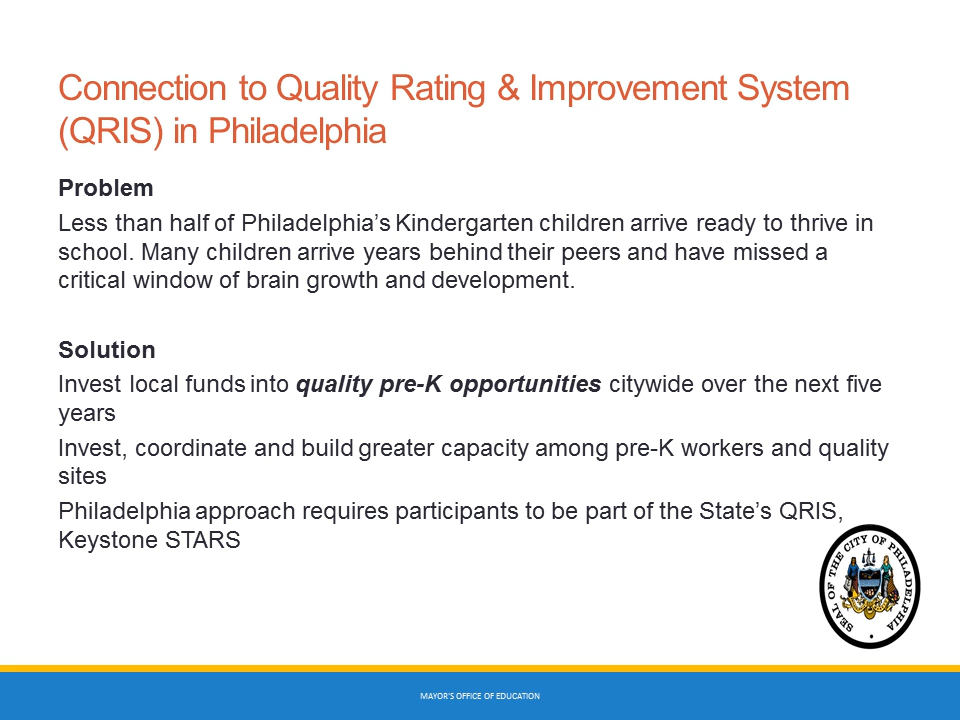 Connection to Quality Rating & Improvement System
(QRIS) in Philadelphia
Problem
Less than half of Philadelphia’s Kindergarten children arrive ready to thrive in
school. Many children arrive years behind their peers and have missed a
critical window of brain growth and development.
Solution
Invest local funds into quality pre-K opportunities citywide over the next five
years
Invest, coordinate and build greater capacity among pre-K workers and quality
sites
Philadelphia approach requires participants to be part of the State’s QRIS,
Keystone STARS
SEAL OF THE CITY OF PHILADELPHIA
MAYOR'S OFFICE OF EDUCATION